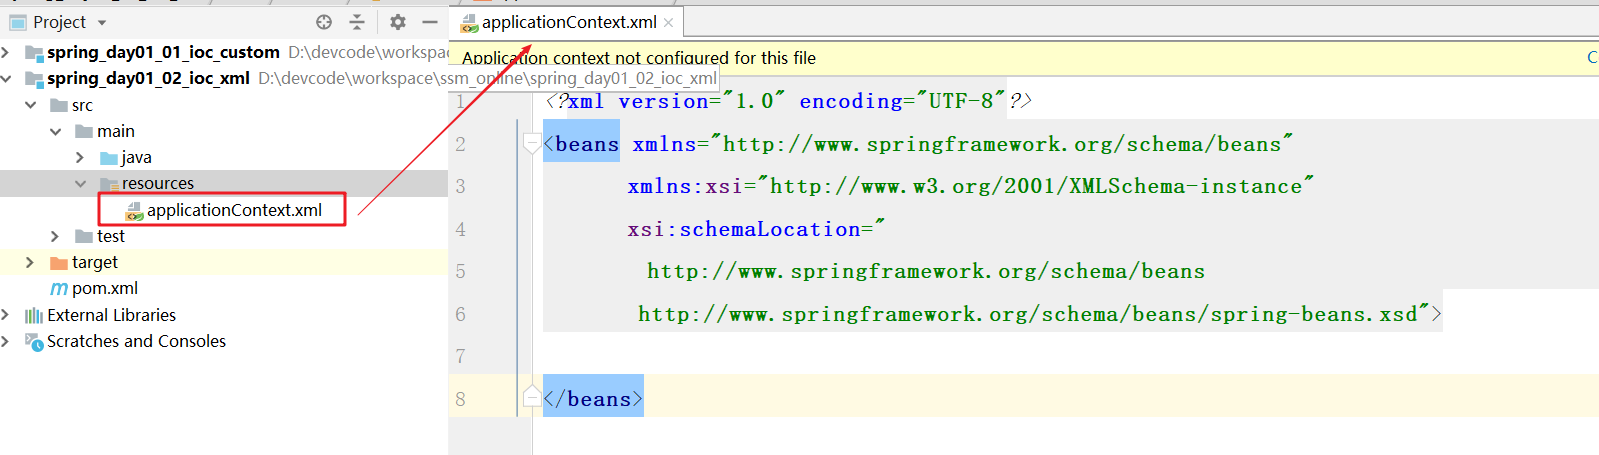 Project
spring_day01_01_ioc_custom D:\devcode\workspac
spring_day01_02_ioc_xml D:\devcode\workspace\ssm_online\spring_day01_02_ioc_xml
src
main
java
resources
applicationContext.xml
test
target
pom.xml
External Libraries
Scratches and Consoles
applicationContext.xml
Application context not configured for this file
C
1 <?xml version="1.0" encoding="UTF-8"?>
2 <beans xmlns="http://www.springframework.org/schema/beans"
3 xmlns:xsi="http://www.w3.org/2001/XMLSchema-instance"
4 xsi:schemaLocation="
5 http://www.springframework.org/schema/beans
6 http://www.springframework.org/schema/beans/spring-beans.xsd">
7
8 </beans>